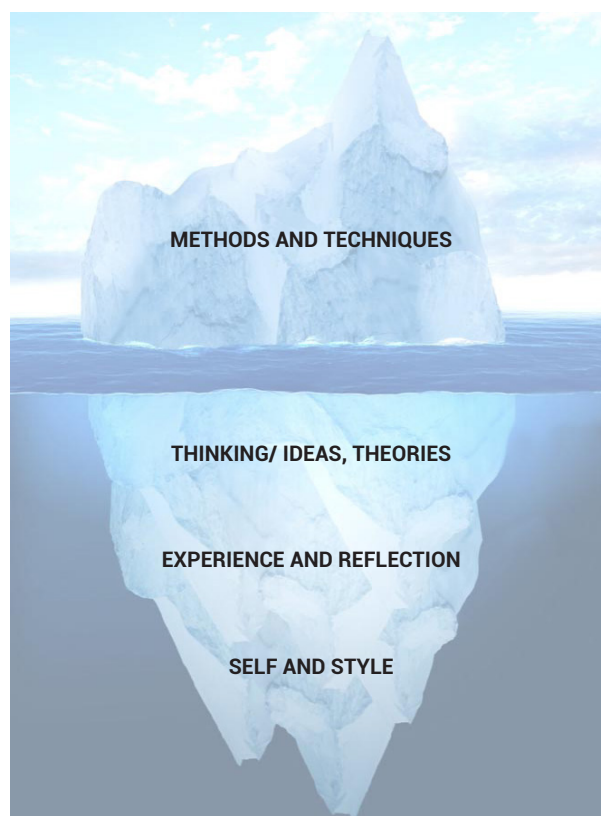 METHODS AND TECHNIQUES
THINKING/ IDEAS, THEORIES
EXPERIENCE AND REFLECTION
SELF AND STYLE